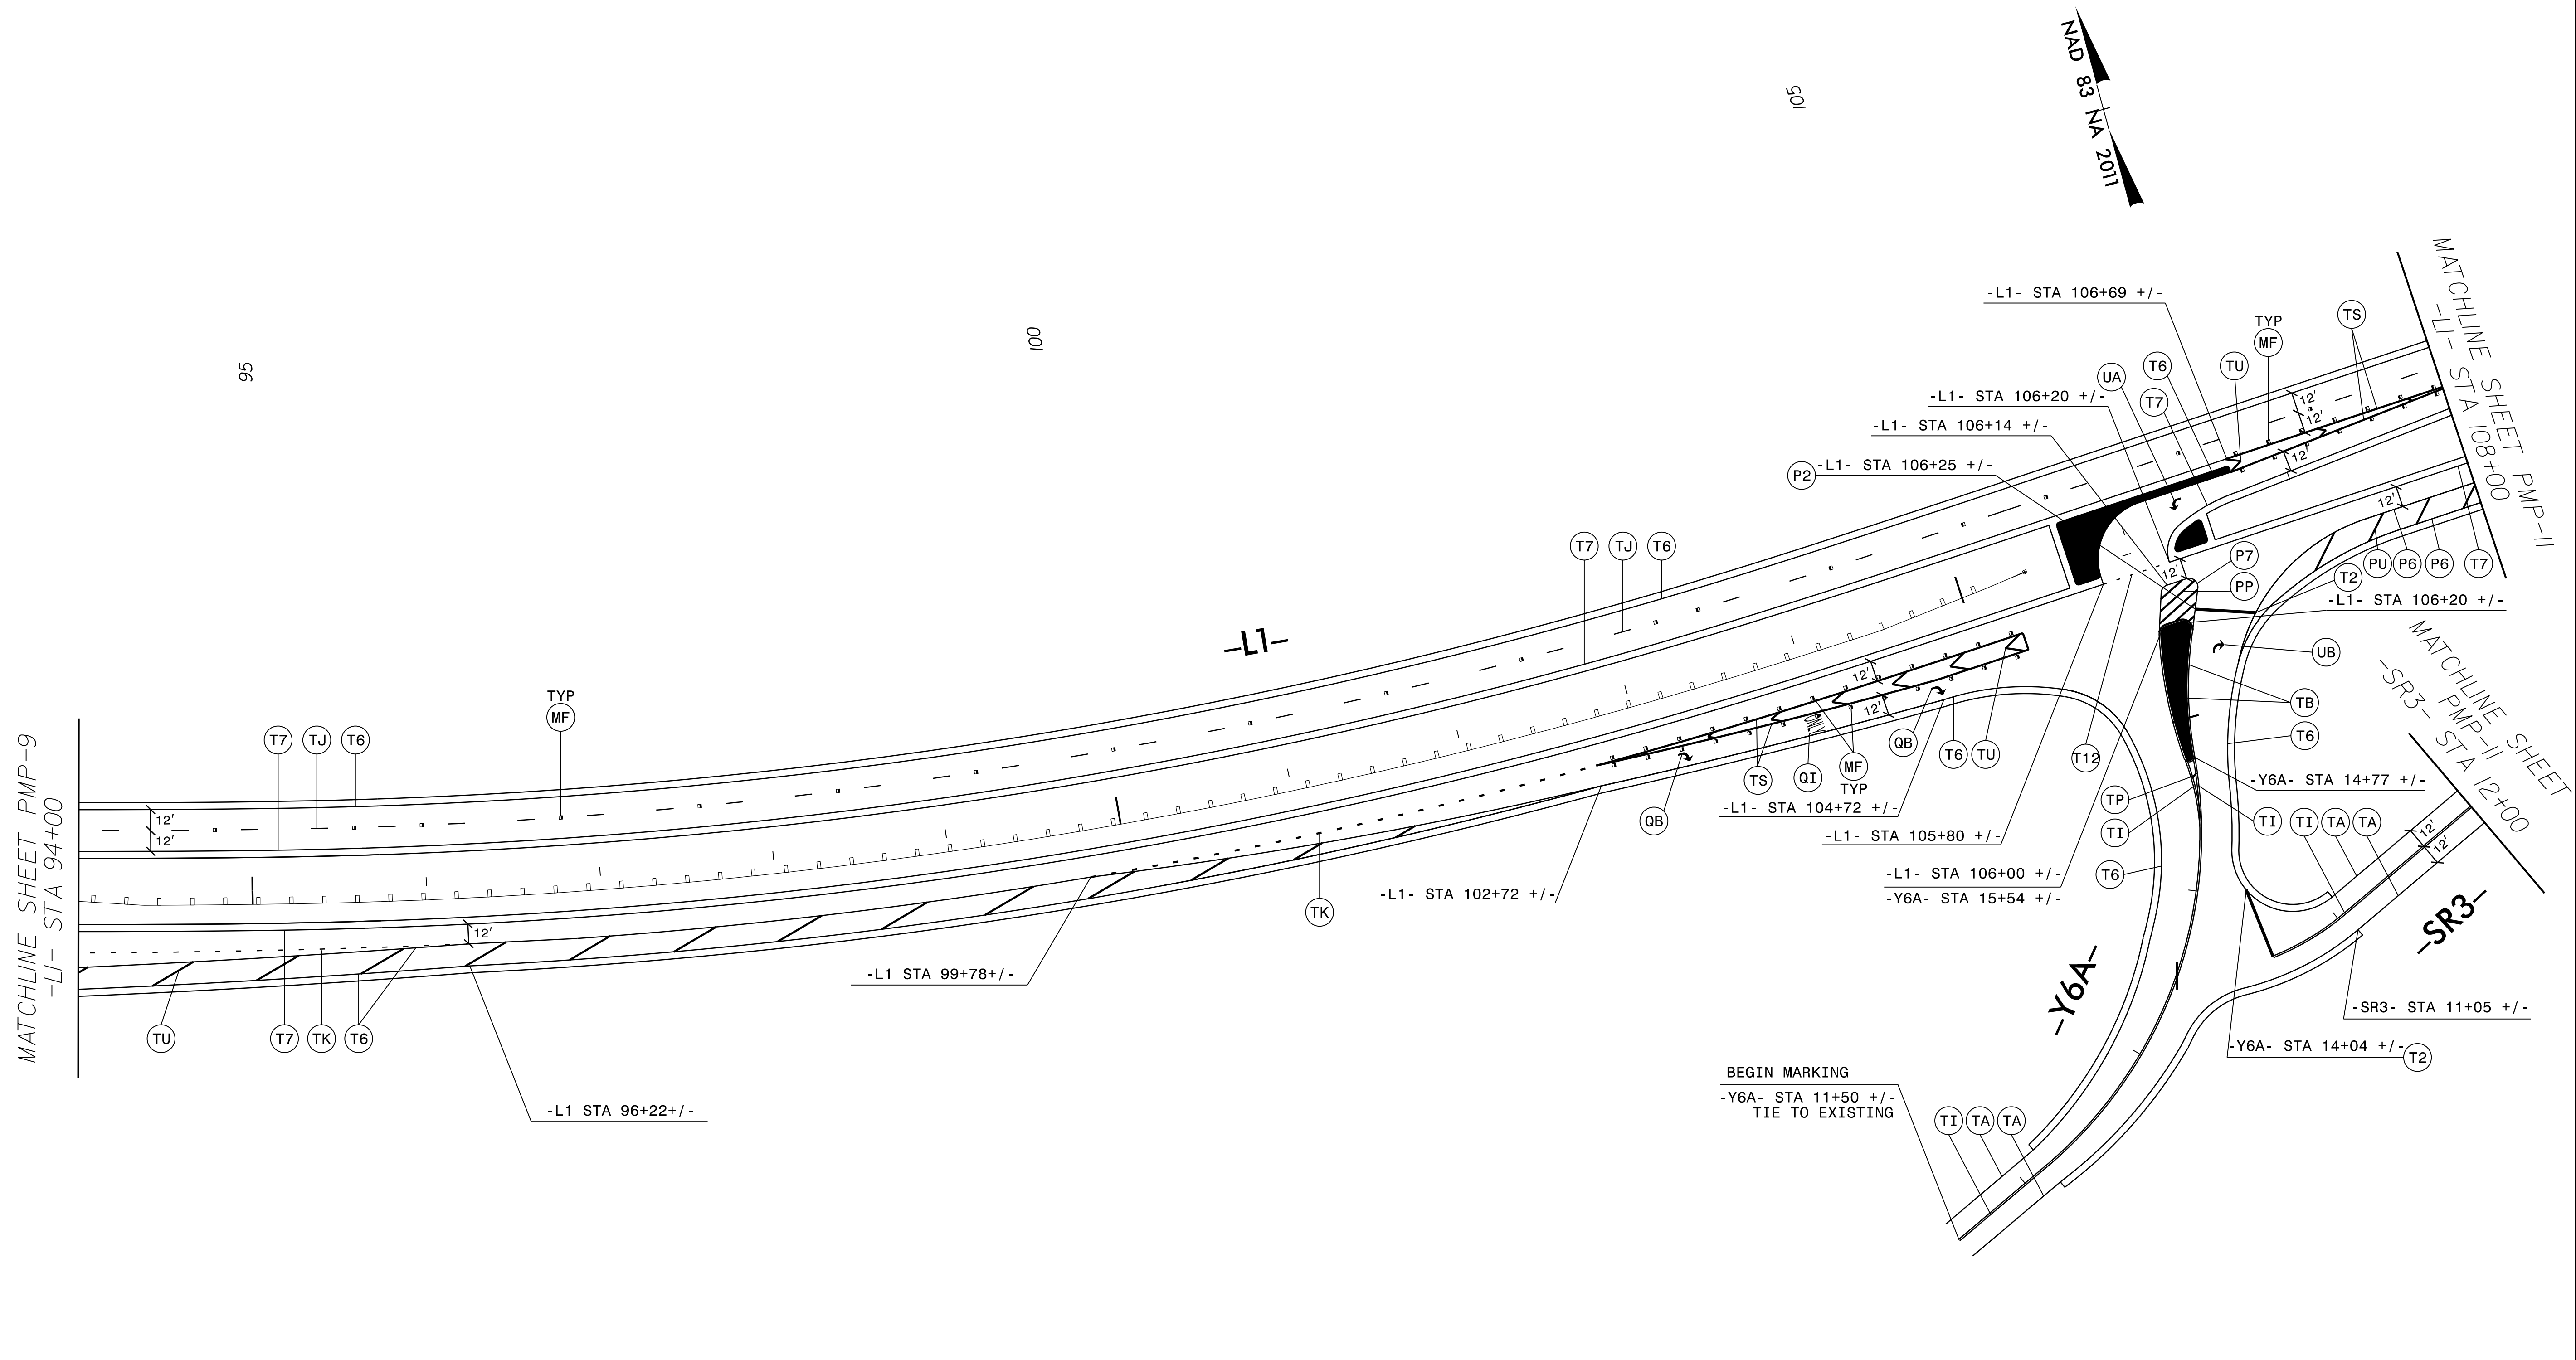 NAD 83 NA 2011
105
100
95
MATCHLINE SHEET PMP-11
-L1- STA 108+00
-L1- STA 106+69 +/-
TS
TYP
MF
TU
T6
UA
T7
-L1- STA 106+20 +/-
-L1- STA 106+14 +/-
P2
-L1- STA 106+25 +/-
12'
12'
12'
12'
12'
P7
PP
T2
PU
P6
P6
T7
-L1- STA 106+20 +/-
T7
TJ
T6
-L1-
UB
TB
T6
MATCHLINE SHEET
PMP-11
-SR3- STA 12+00
TYP
MF
T7
TJ
T6
12'
12'
MATCHLINE SHEET PMP-9
-L1- STA 94+00
12'
12'
ONLY
QB
TS
QI
MF
TYP
QB
T6
TU
T12
-L1- STA 104+72 +/-
-L1- STA 105+80 +/-
-Y6A- STA 14+77 +/-
TP
TI
TI
TI
TA
TA
12'
12'
T6
-L1- STA 106+00 +/-
-Y6A- STA 15+54 +/-
-L1- STA 102+72 +/-
TK
12'
-L1 STA 99+78+/-
-SR3-
-Y6A-
-SR3- STA 11+05 +/-
-Y6A- STA 14+04 +/-
T2
TU
T7
TK
T6
-L1 STA 96+22+/-
BEGIN MARKING
-Y6A- STA 11+50 +/-
TIE TO EXISTING
TI
TA
TA